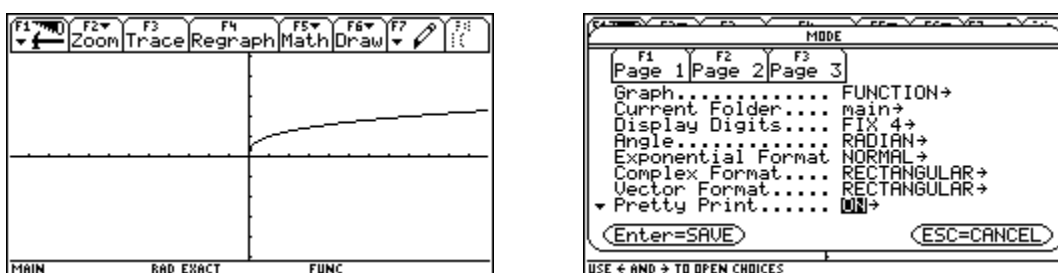 F1 F2 F3 F4 F5 F6 F7
Zoom Trace Regraph Math Draw
MAIN RAD EXACT FUNC
MODE
F1 F2 F3
Page 1 Page 2 Page 3
Graph............. FUNCTION→
Current Folder.... main→
Display Digits.... FIX 4→
Angle............. RADIAN→
Exponential Format NORMAL→
Complex Format.... RECTANGULAR→
Vector Format..... RECTANGULAR→
Pretty Print...... ON→
Enter=SAVE ESC=CANCEL
USE ← AND → TO OPEN CHOICES